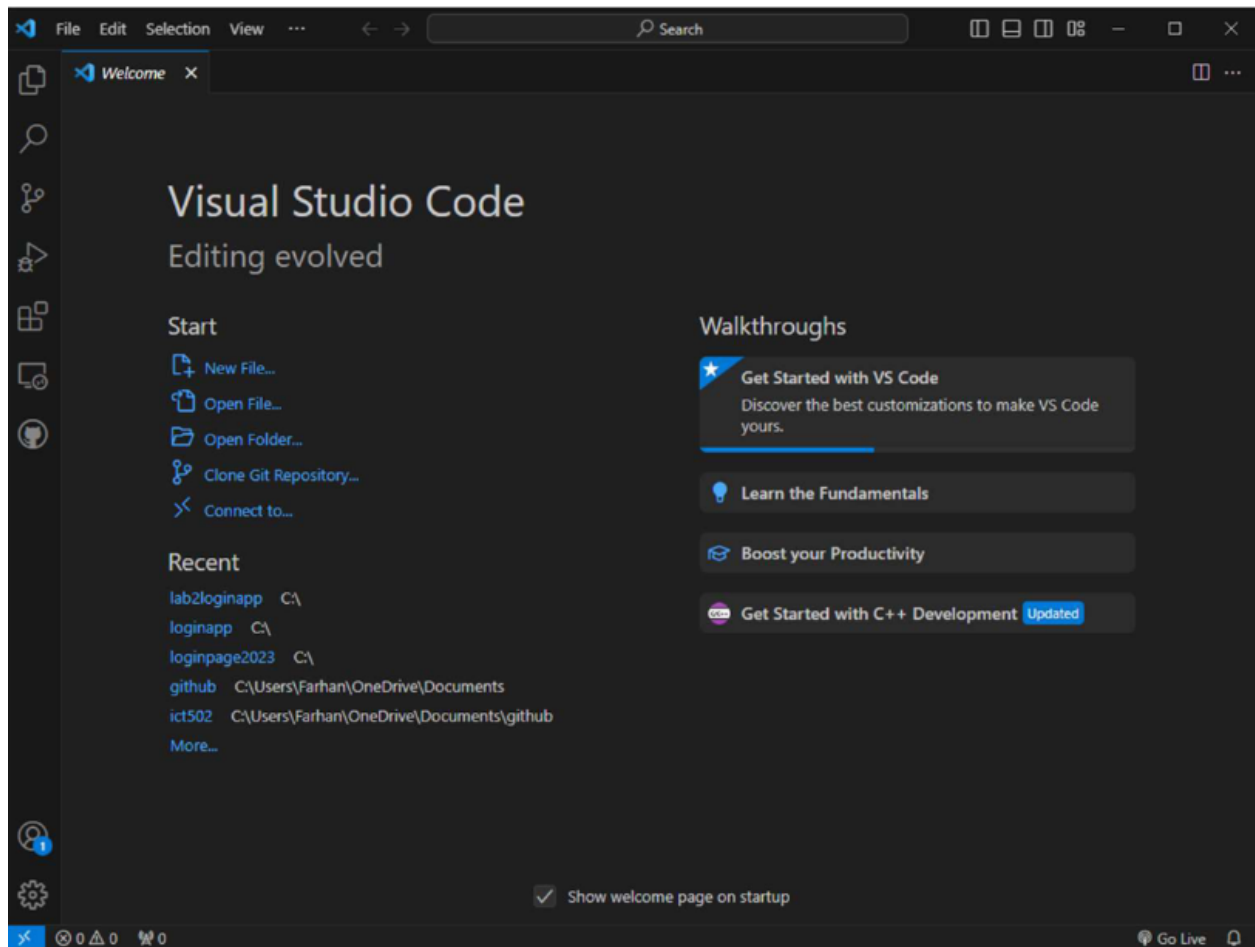 File Edit Selection View ··· Search
Welcome
Visual Studio Code
Editing evolved
Start
New File...
Open File...
Open Folder...
Clone Git Repository...
Connect to...
Recent
lab2loginapp C:\
loginapp C:\
loginpage2023 C:\
github C:\Users\Farhan\OneDrive\Documents
ict502 C:\Users\Farhan\OneDrive\Documents\github
More...
Walkthroughs
Get Started with VS Code
Discover the best customizations to make VS Code
yours.
Learn the Fundamentals
Boost your Productivity
Get Started with C++ Development Updated
1
Show welcome page on startup
0 0 0 Go Live